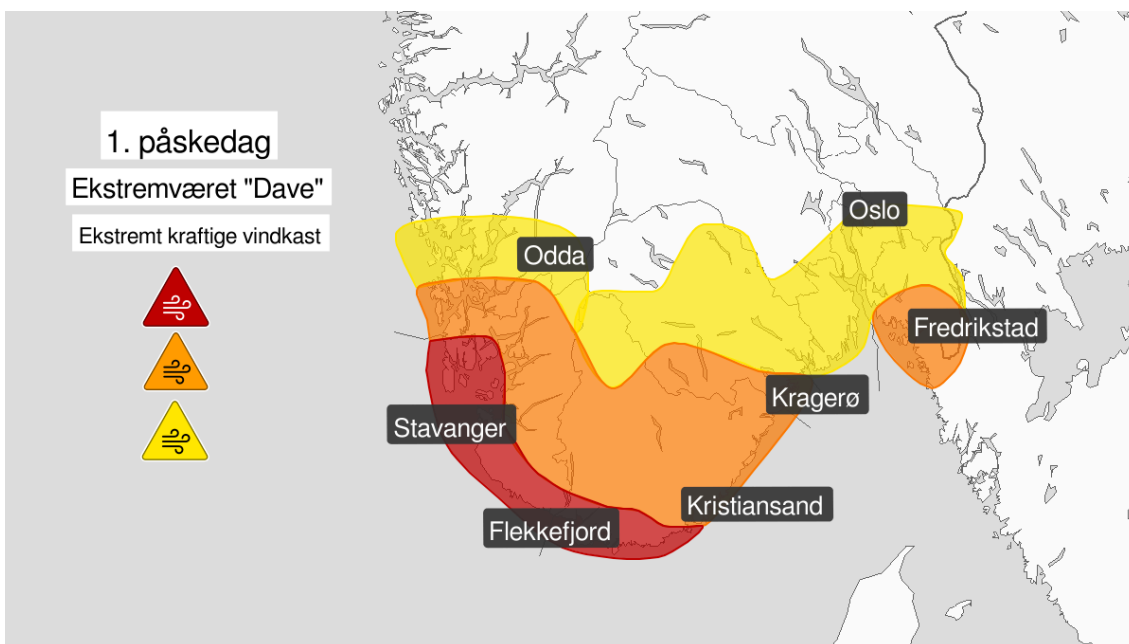 1. påskedag
Ekstremværet "Dave"
Ekstremt kraftige vindkast
Oslo
Odda
Fredrikstad
Kragerø
Stavanger
Kristiansand
Flekkefjord